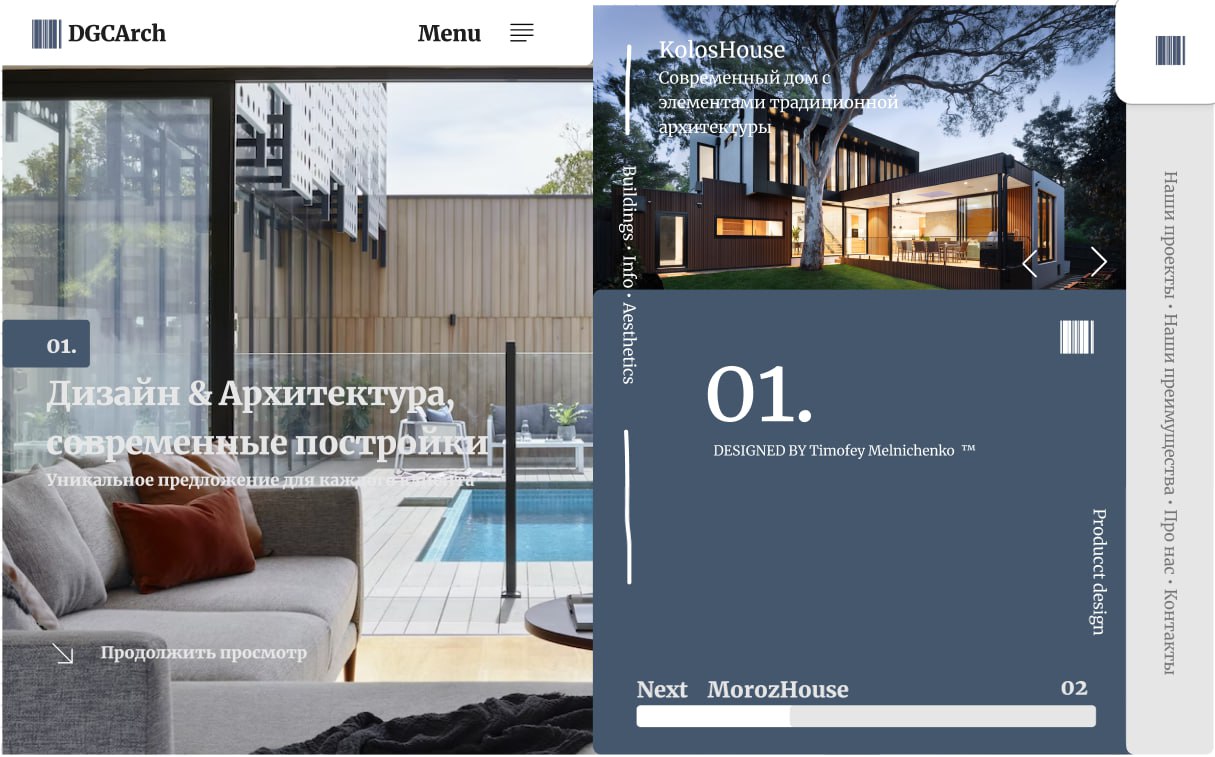 DGCArch
Menu
01.
Дизайн & Архитектура,
современные постройки
Уникальное предложение для каждого клиента
Продолжить просмотр
KolosHouse
Современный дом с
элементами традиционной
архитектуры
Buildings • Info • Aesthetics
01.
DESIGNED BY Timofey Melnichenko ™
Producct design
Next MorozHouse
02
Наши проекты • Наши преимущества • Про нас • Контакты